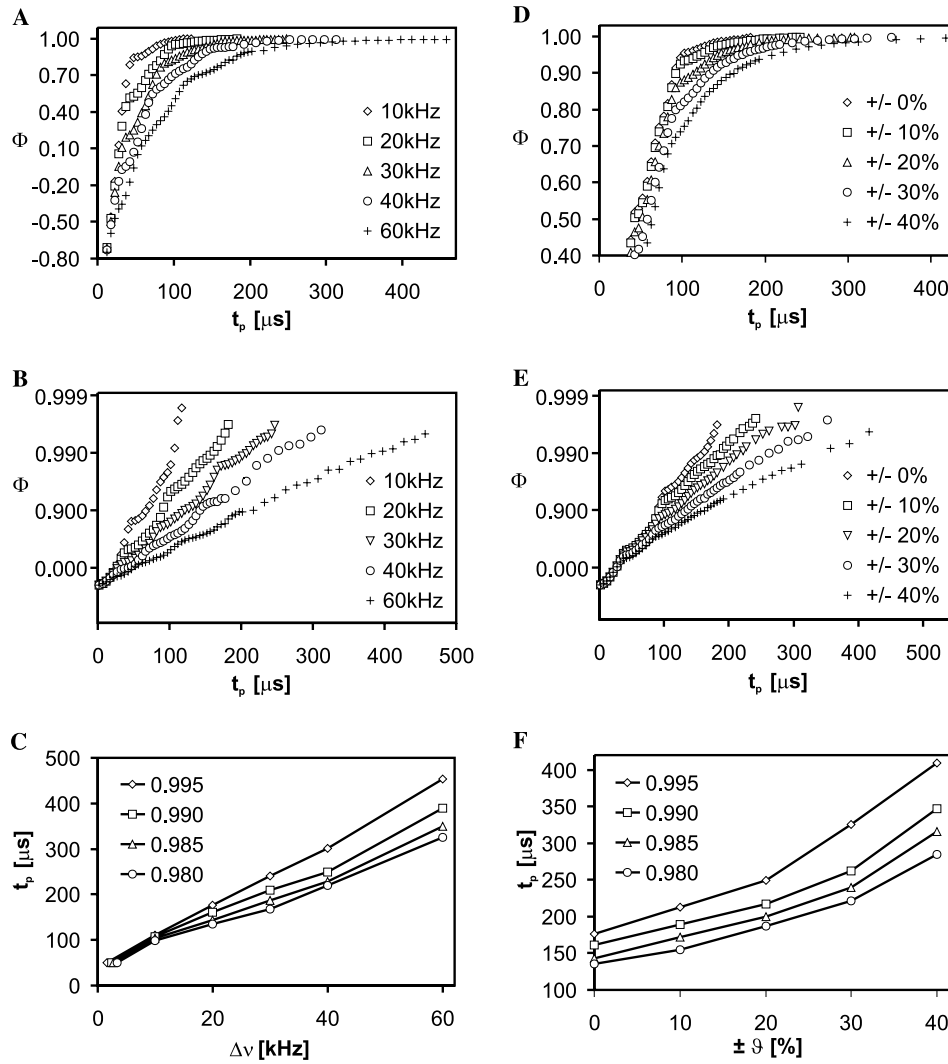 A
1.00
0.70
0.40
0.10
-0.20
-0.50
-0.80
Φ
10kHz
20kHz
30kHz
40kHz
60kHz
0 100 200 300 400
tp [μs]
B
0.999
0.990
0.900
0.000
Φ
10kHz
20kHz
30kHz
40kHz
60kHz
0 100 200 300 400 500
tp [μs]
C
500
400
300
200
100
0
tp [μs]
0.995
0.990
0.985
0.980
0 20 40 60
Δν [kHz]
D
1.00
0.90
0.80
0.70
0.60
0.50
0.40
Φ
+/- 0%
+/- 10%
+/- 20%
+/- 30%
+/- 40%
0 100 200 300 400
tp [μs]
E
0.999
0.990
0.900
0.000
Φ
+/- 0%
+/- 10%
+/- 20%
+/- 30%
+/- 40%
0 100 200 300 400 500
tp [μs]
F
400
350
300
250
200
150
100
tp [μs]
0.995
0.990
0.985
0.980
0 10 20 30 40
± ϑ [%]